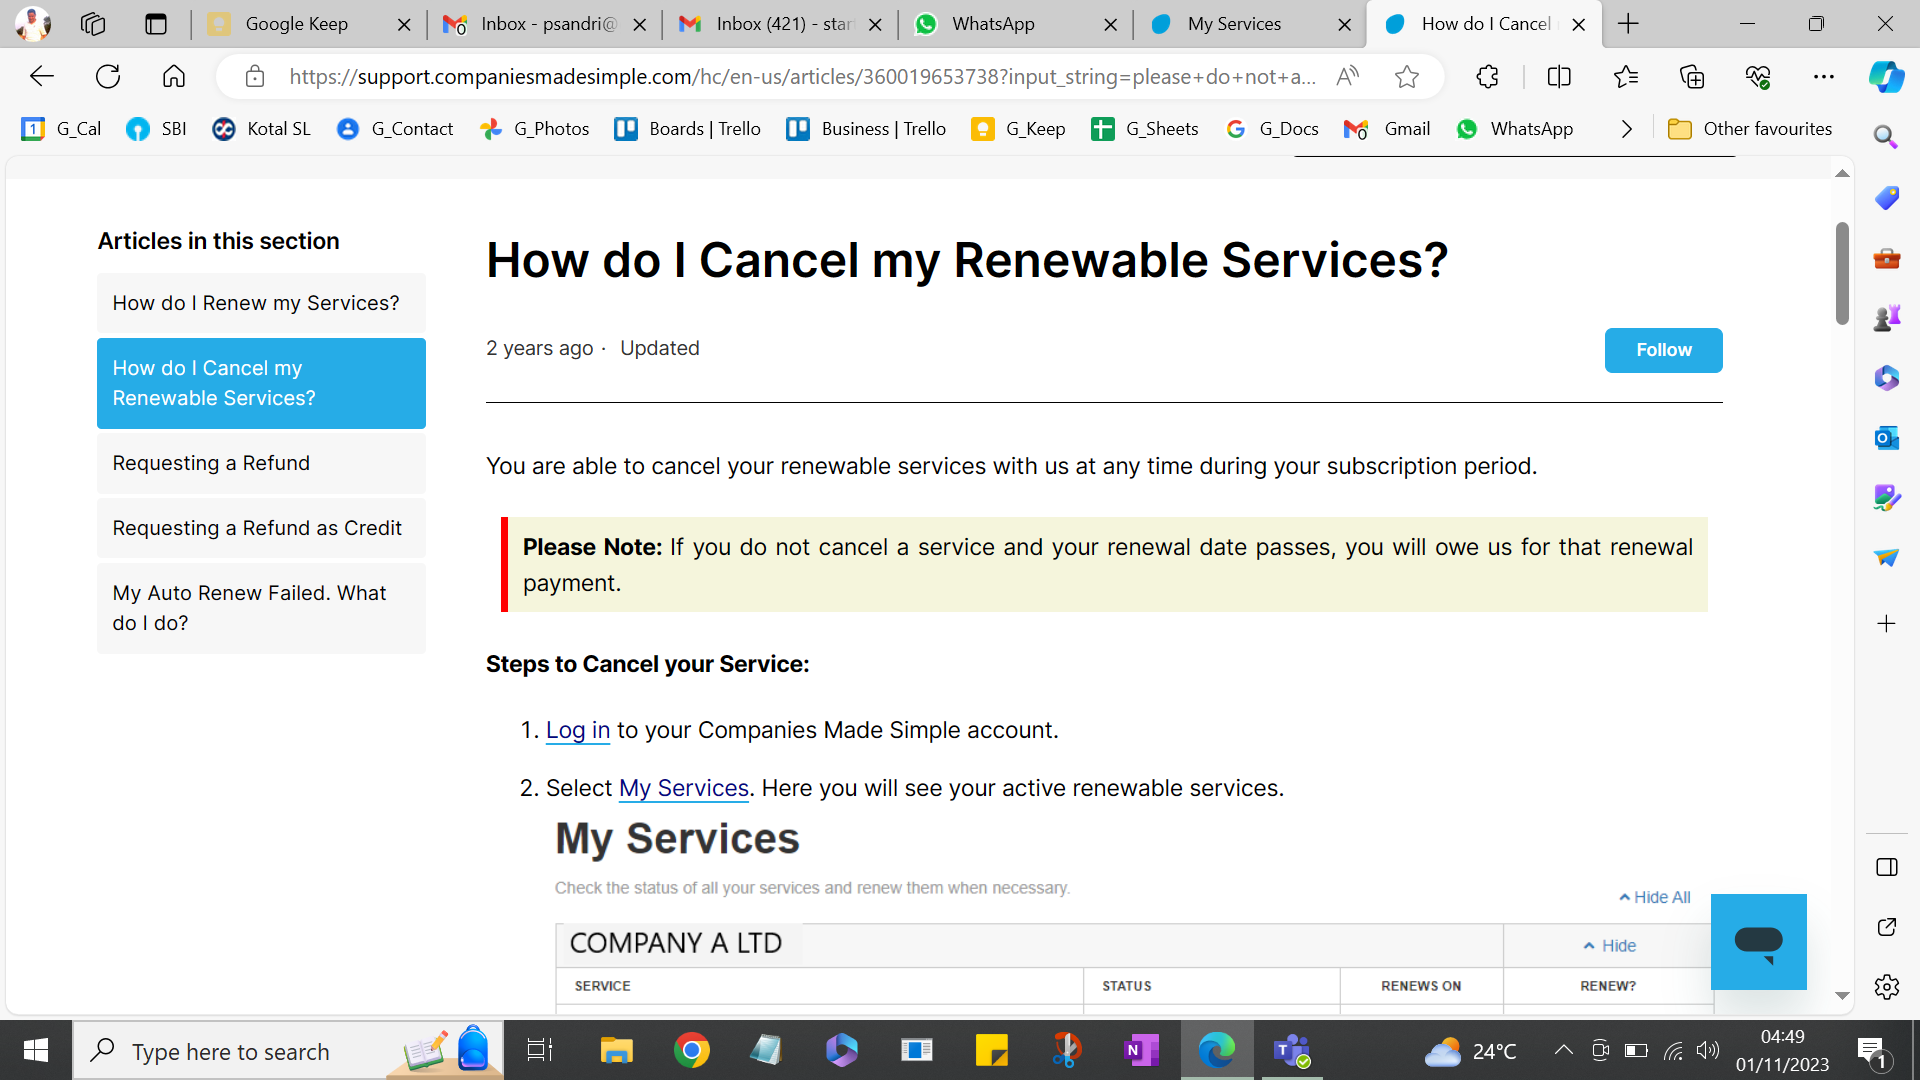 Google Keep
Inbox - psandri@
Inbox (421) - star
WhatsApp
My Services
How do I Cancel
https://support.companiesmadesimple.com/hc/en-us/articles/360019653738?input_string=please+do+not+a...
G_Cal
SBI
Kotal SL
G_Contact
G_Photos
Boards | Trello
Business | Trello
G_Keep
G_Sheets
G_Docs
Gmail
WhatsApp
Other favourites
Articles in this section
How do I Renew my Services?
How do I Cancel my
Renewable Services?
Requesting a Refund
Requesting a Refund as Credit
My Auto Renew Failed. What
do I do?
How do I Cancel my Renewable Services?
2 years ago · Updated
Follow
You are able to cancel your renewable services with us at any time during your subscription period.
Please Note: If you do not cancel a service and your renewal date passes, you will owe us for that renewal
payment.
Steps to Cancel your Service:
1. Log in to your Companies Made Simple account.
2. Select My Services. Here you will see your active renewable services.
My Services
Check the status of all your services and renew them when necessary.
Hide All
COMPANY A LTD
Hide
SERVICE
STATUS
RENEWS ON
RENEW?
Type here to search
24°C
04:49
01/11/2023
1